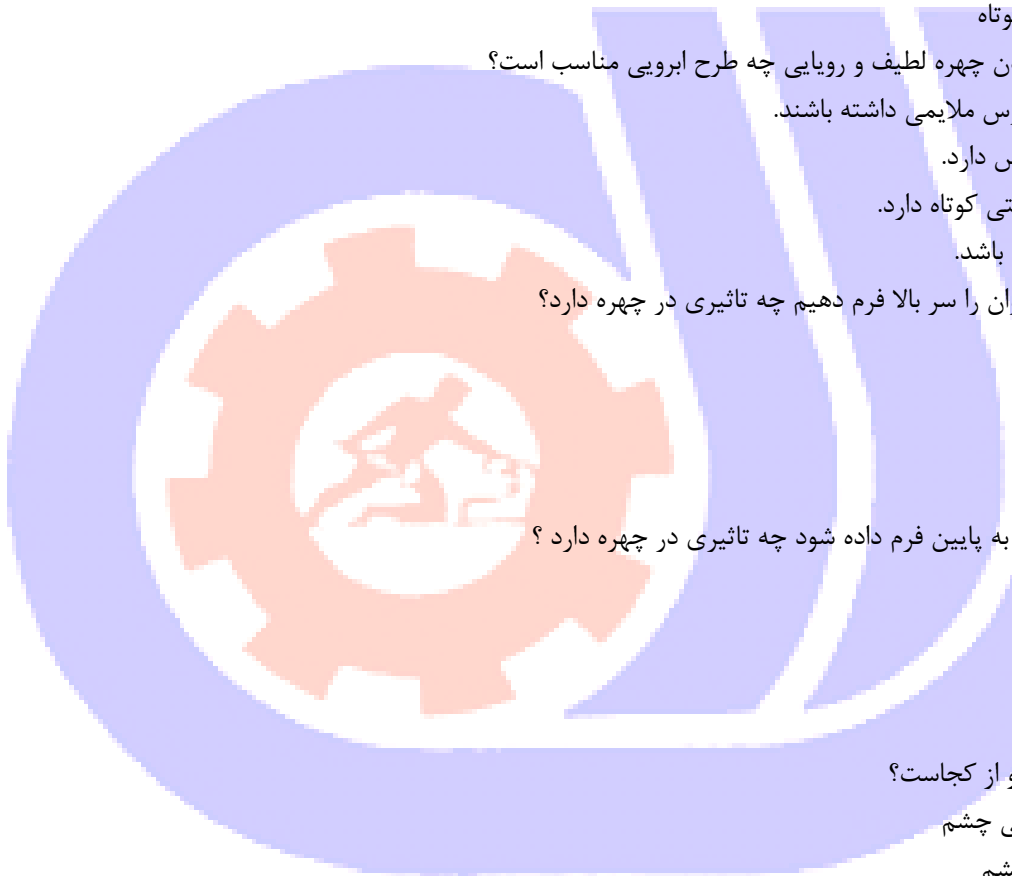 وتاه
ن چهره لطیف و رویایی چه طرح ابرویی مناسب است؟
وس ملایمی داشته باشند.
س دارد.
تی کوتاه دارد.
باشد.
ان را سر بالا فرم دهیم چه تاثیری در چهره دارد؟
به پایین فرم داده شود چه تاثیری در چهره دارد ؟
و از کجاست؟
ی چشم
شم